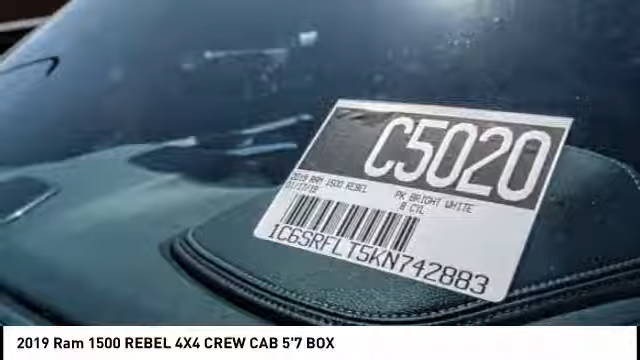 C5020
2019 RAM 1500 REBEL
PK BRIGHT WHITE
8 CYL
1C6SRFLT5KN742883
2019 Ram 1500 REBEL 4X4 CREW CAB 5'7 BOX